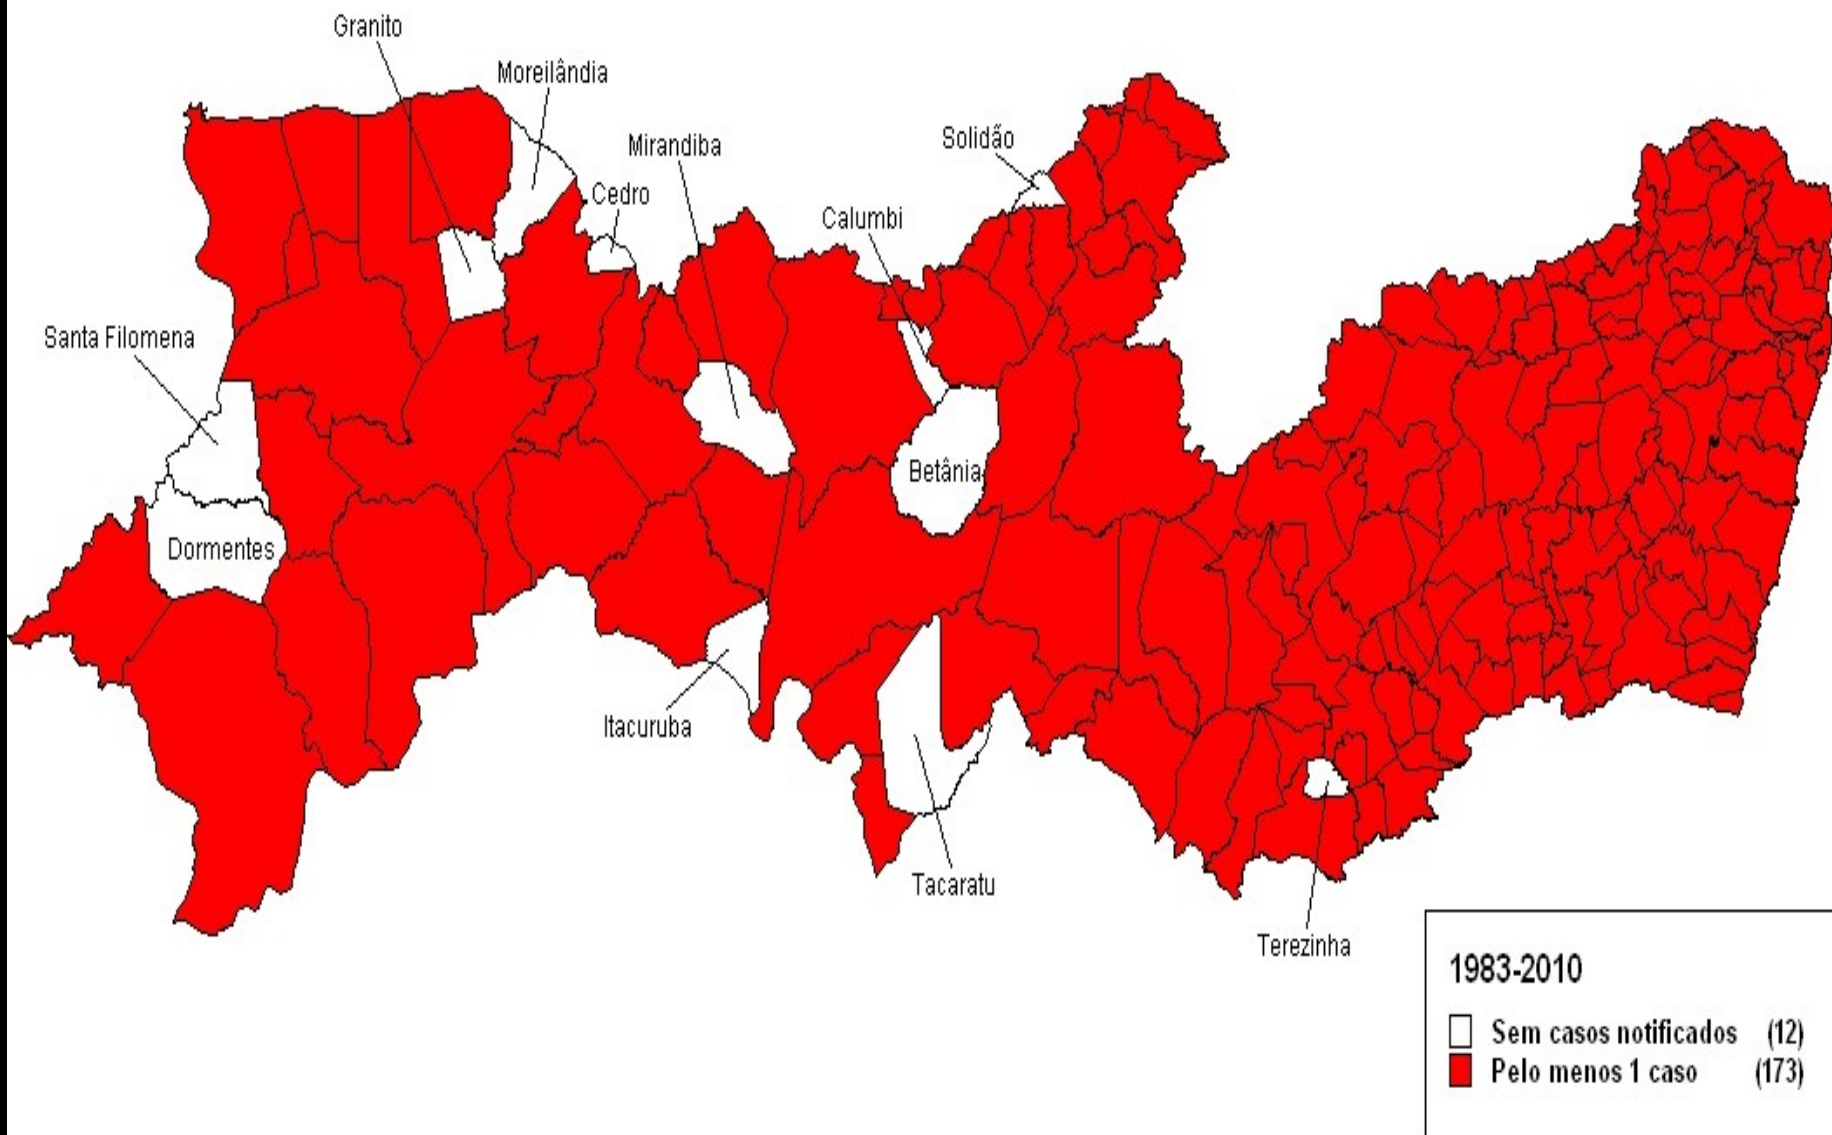 Granito
Moreilândia
Mirandiba
Solidão
Cedro
Calumbi
Santa Filomena
Betânia
Dormentes
Itacuruba
Tacaratu
Terezinha
1983-2010
Sem casos notificados (12)
Pelo menos 1 caso (173)